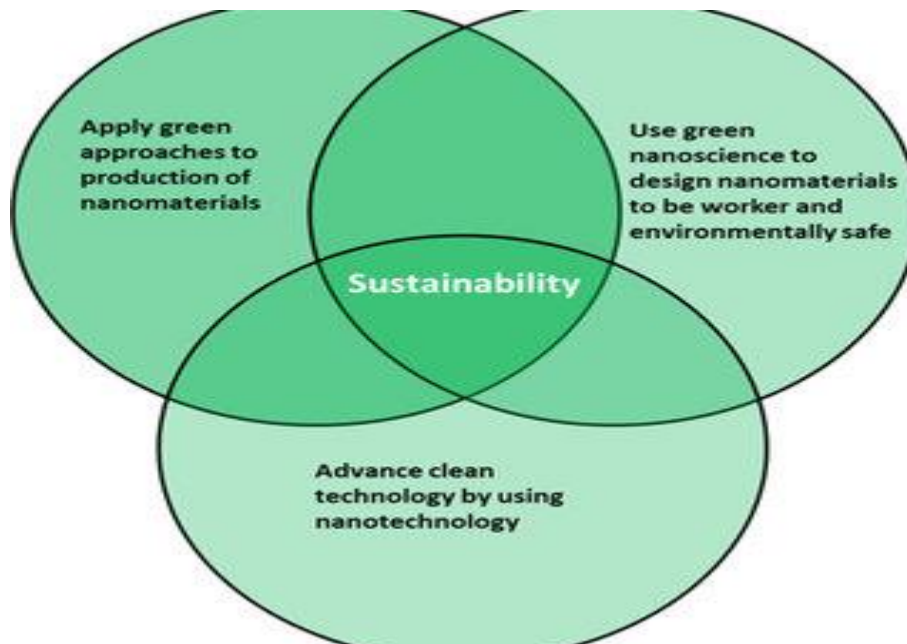 Apply green
approaches to
production of
nanomaterials
Use green
nanoscience to
design nanomaterials
to be worker and
environmentally safe
Sustainability
Advance clean
technology by using
nanotechnology